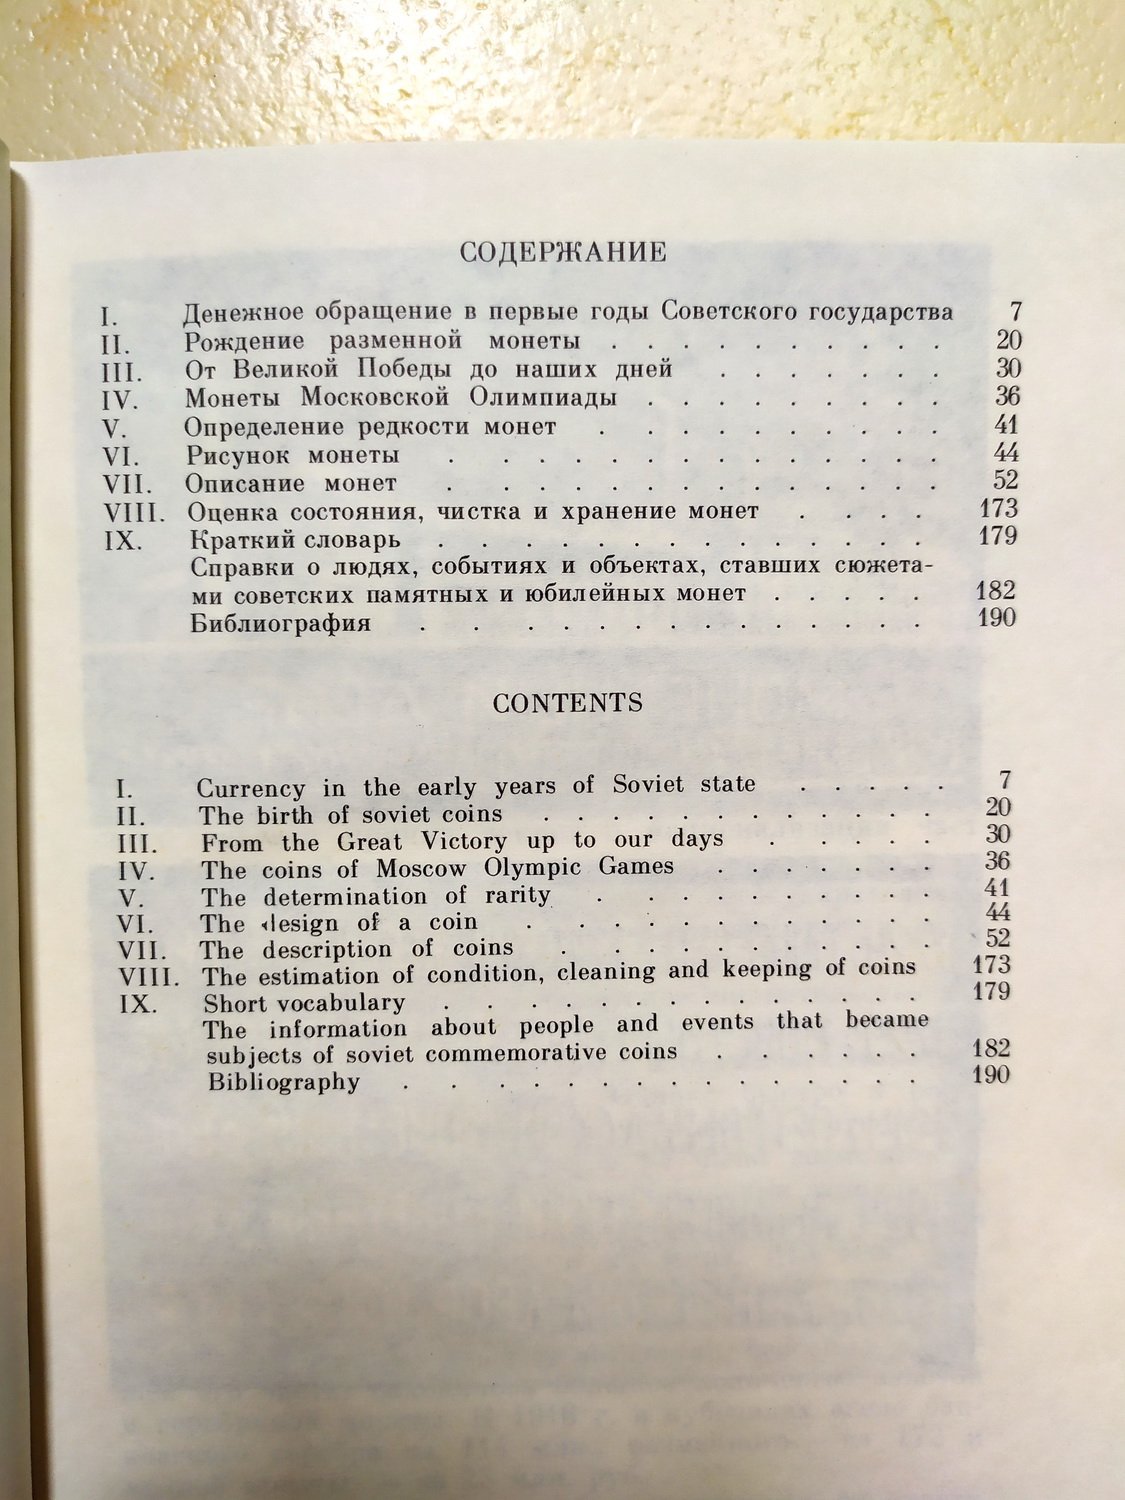 СОДЕРЖАНИЕ
I. Денежное обращение в первые годы Советского государства 7
II. Рождение разменной монеты . . . . . . . . . . 20
III. От Великой Победы до наших дней . . . . . . . 30
IV. Монеты Московской Олимпиады . . . . . . . . . 36
V. Определение редкости монет . . . . . . . . . . 41
VI. Рисунок монеты . . . . . . . . . . . . . . 44
VII. Описание монет . . . . . . . . . . . . . . 52
VIII. Оценка состояния, чистка и хранение монет . . . . 173
IX. Краткий словарь . . . . . . . . . . . . . . 179
Справки о людях, событиях и объектах, ставших сюжета-
ми советских памятных и юбилейных монет . . . . . 182
Библиография . . . . . . . . . . . . . . 190
CONTENTS
I. Currency in the early years of Soviet state . . . . . 7
II. The birth of soviet coins . . . . . . . . . . . . 20
III. From the Great Victory up to our days . . . . . 30
IV. The coins of Moscow Olympic Games . . . . . . . 36
V. The determination of rarity . . . . . . . . . . 41
VI. The design of a coin . . . . . . . . . . . . 44
VII. The description of coins . . . . . . . . . . . 52
VIII. The estimation of condition, cleaning and keeping of coins 173
IX. Short vocabulary . . . . . . . . . . . . . . 179
The information about people and events that became
subjects of soviet commemorative coins . . . . . . 182
Bibliography . . . . . . . . . . . . . . 190